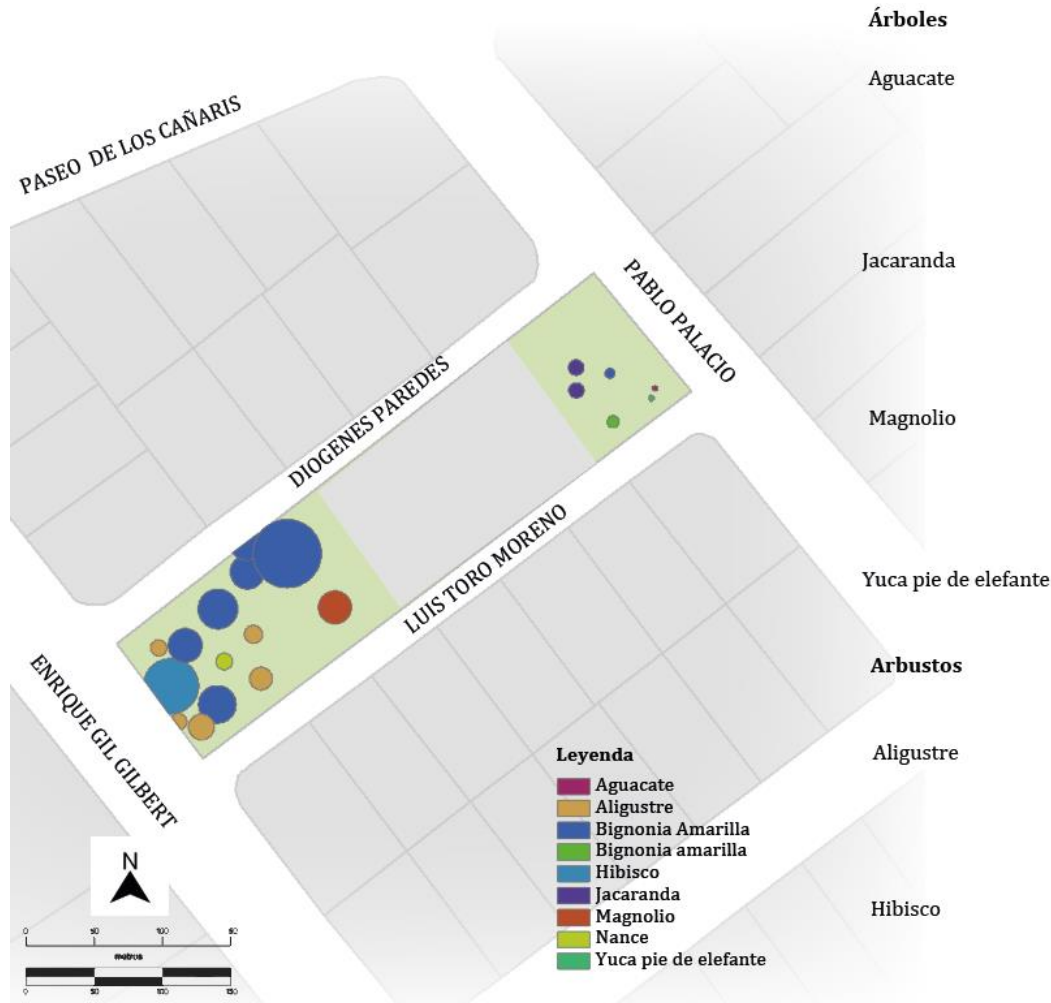 Árboles
Aguacate
PASEO DE LOS CAÑARIS
Jacaranda
PABLO PALACIO
DIOGENES PAREDES
Magnolio
LUIS TORO MORENO
Yuca pie de elefante
ENRIQUE GIL GILBERT
Arbustos
Aligustre
Leyenda
Aguacate
Aligustre
Bignonia Amarilla
Bignonia amarilla
Hibisco
Jacaranda
Magnolio
Nance
Yuca pie de elefante
Hibisco
N
0 50 100
0 50 100 150